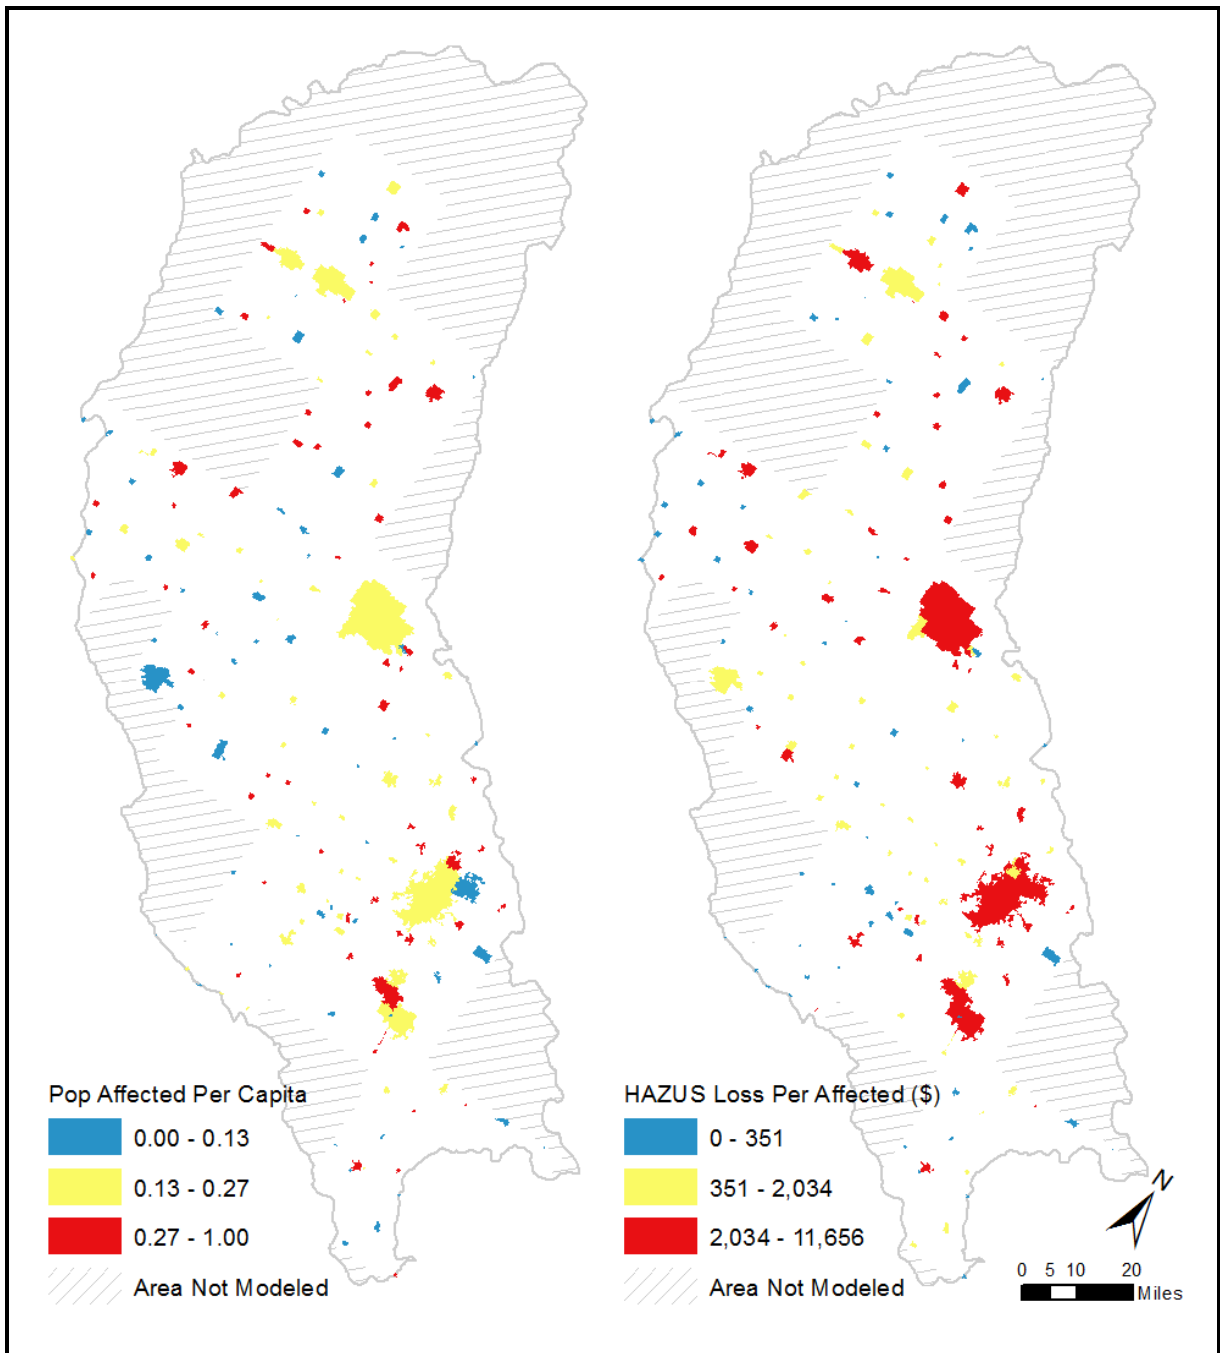 Pop Affected Per Capita
0.00 - 0.13
0.13 - 0.27
0.27 - 1.00
Area Not Modeled
HAZUS Loss Per Affected ($)
0 - 351
351 - 2,034
2,034 - 11,656
Area Not Modeled
N
0 5 10 20
Miles